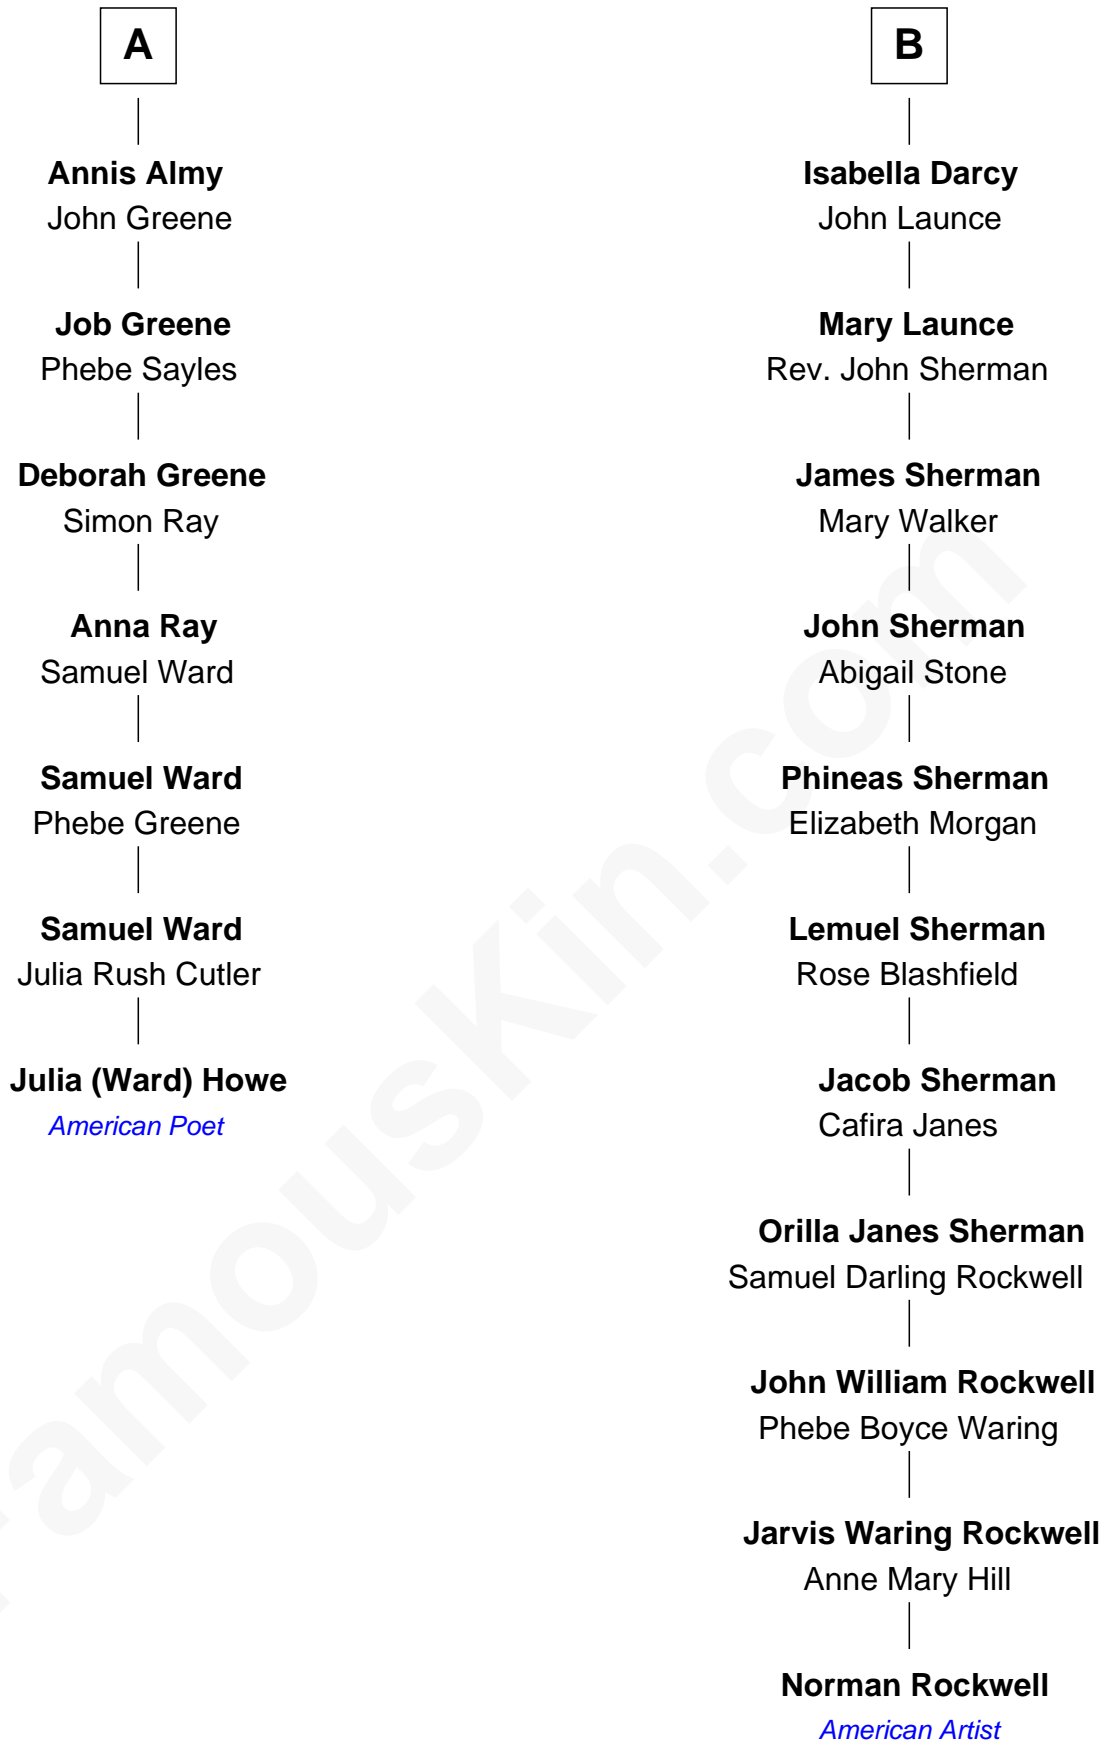 A
Annis Almy
John Greene
Job Greene
Phebe Sayles
Deborah Greene
Simon Ray
Anna Ray
Samuel Ward
Samuel Ward
Phebe Greene
Samuel Ward
Julia Rush Cutler
Julia (Ward) Howe
American Poet
B
Isabella Darcy
John Launce
Mary Launce
Rev. John Sherman
James Sherman
Mary Walker
John Sherman
Abigail Stone
Phineas Sherman
Elizabeth Morgan
Lemuel Sherman
Rose Blashfield
Jacob Sherman
Cafira Janes
Orilla Janes Sherman
Samuel Darling Rockwell
John William Rockwell
Phebe Boyce Waring
Jarvis Waring Rockwell
Anne Mary Hill
Norman Rockwell
American Artist
FamousKin.com